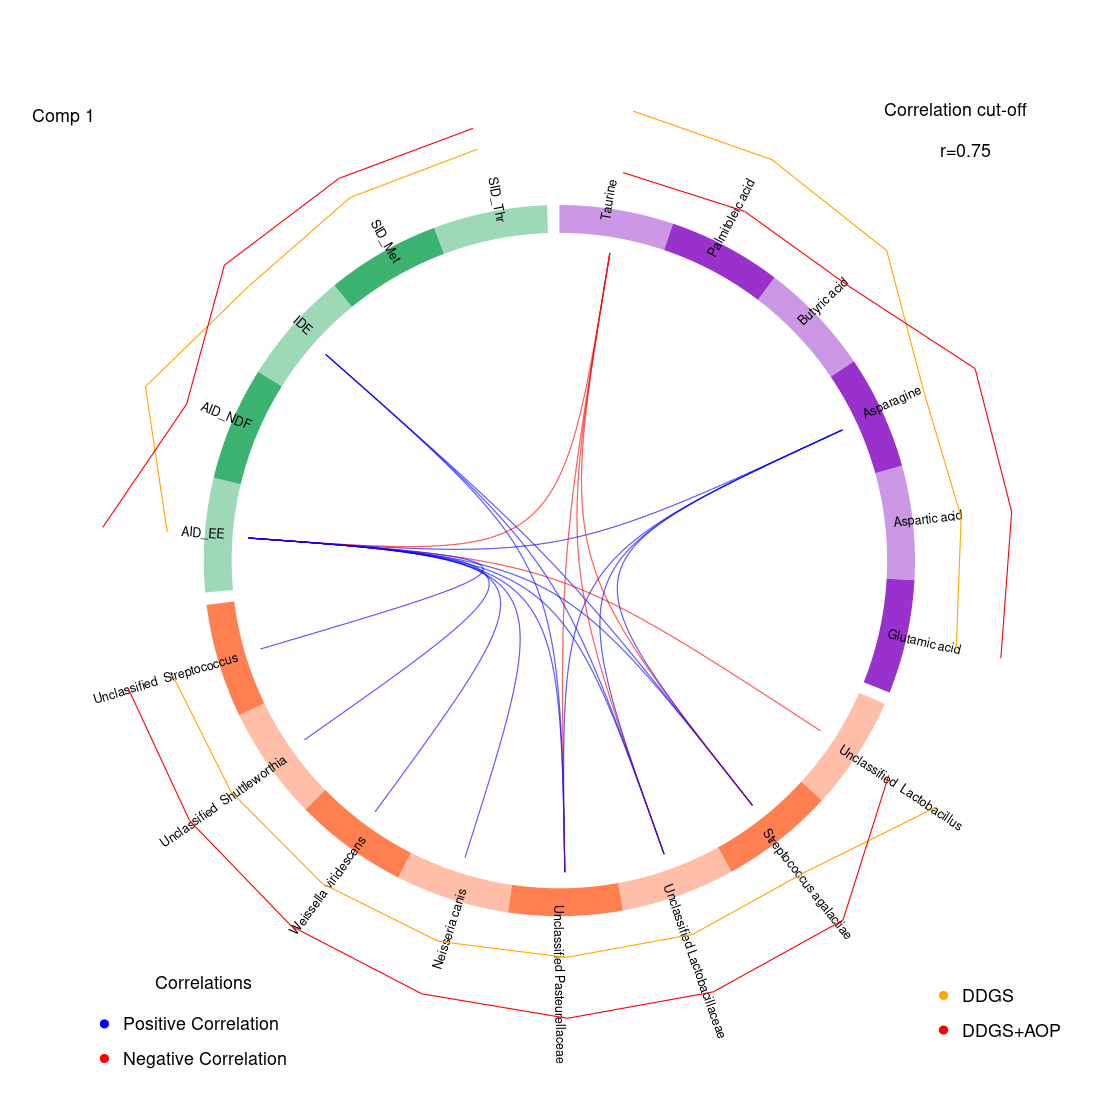 Comp 1
Correlation cut-off
r=0.75
SID_Thr
SID_Met
IDE
AID_NDF
AID_EE
Taurine
Palmitoleic acid
Butyric acid
Asparagine
Aspartic acid
Glutamic acid
Unclassified Lactobacillus
Streptococcus agalactiae
Unclassified Lactobacillaceae
Unclassified Pasteurellaceae
Neisseria canis
Weissella viridescens
Unclassified Shuttleworthia
Unclassified Streptococcus
Correlations
Positive Correlation
Negative Correlation
DDGS
DDGS+AOP